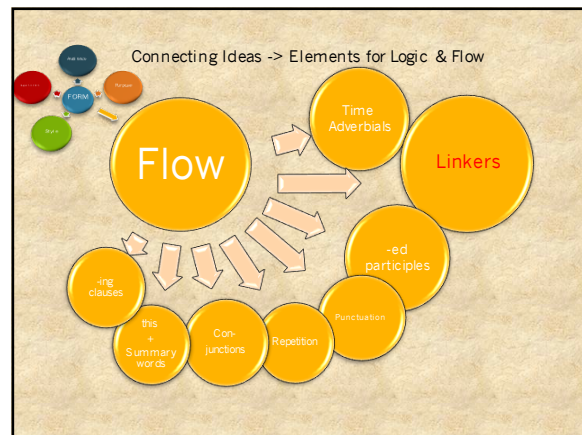 Connecting Ideas -> Elements for Logic & Flow
FORM
Style
Flow
Time
Adverbials
Linkers
-ed
participles
Punctuation
Repetition
Con-
junctions
this
+
Summary
words
-ing
clauses